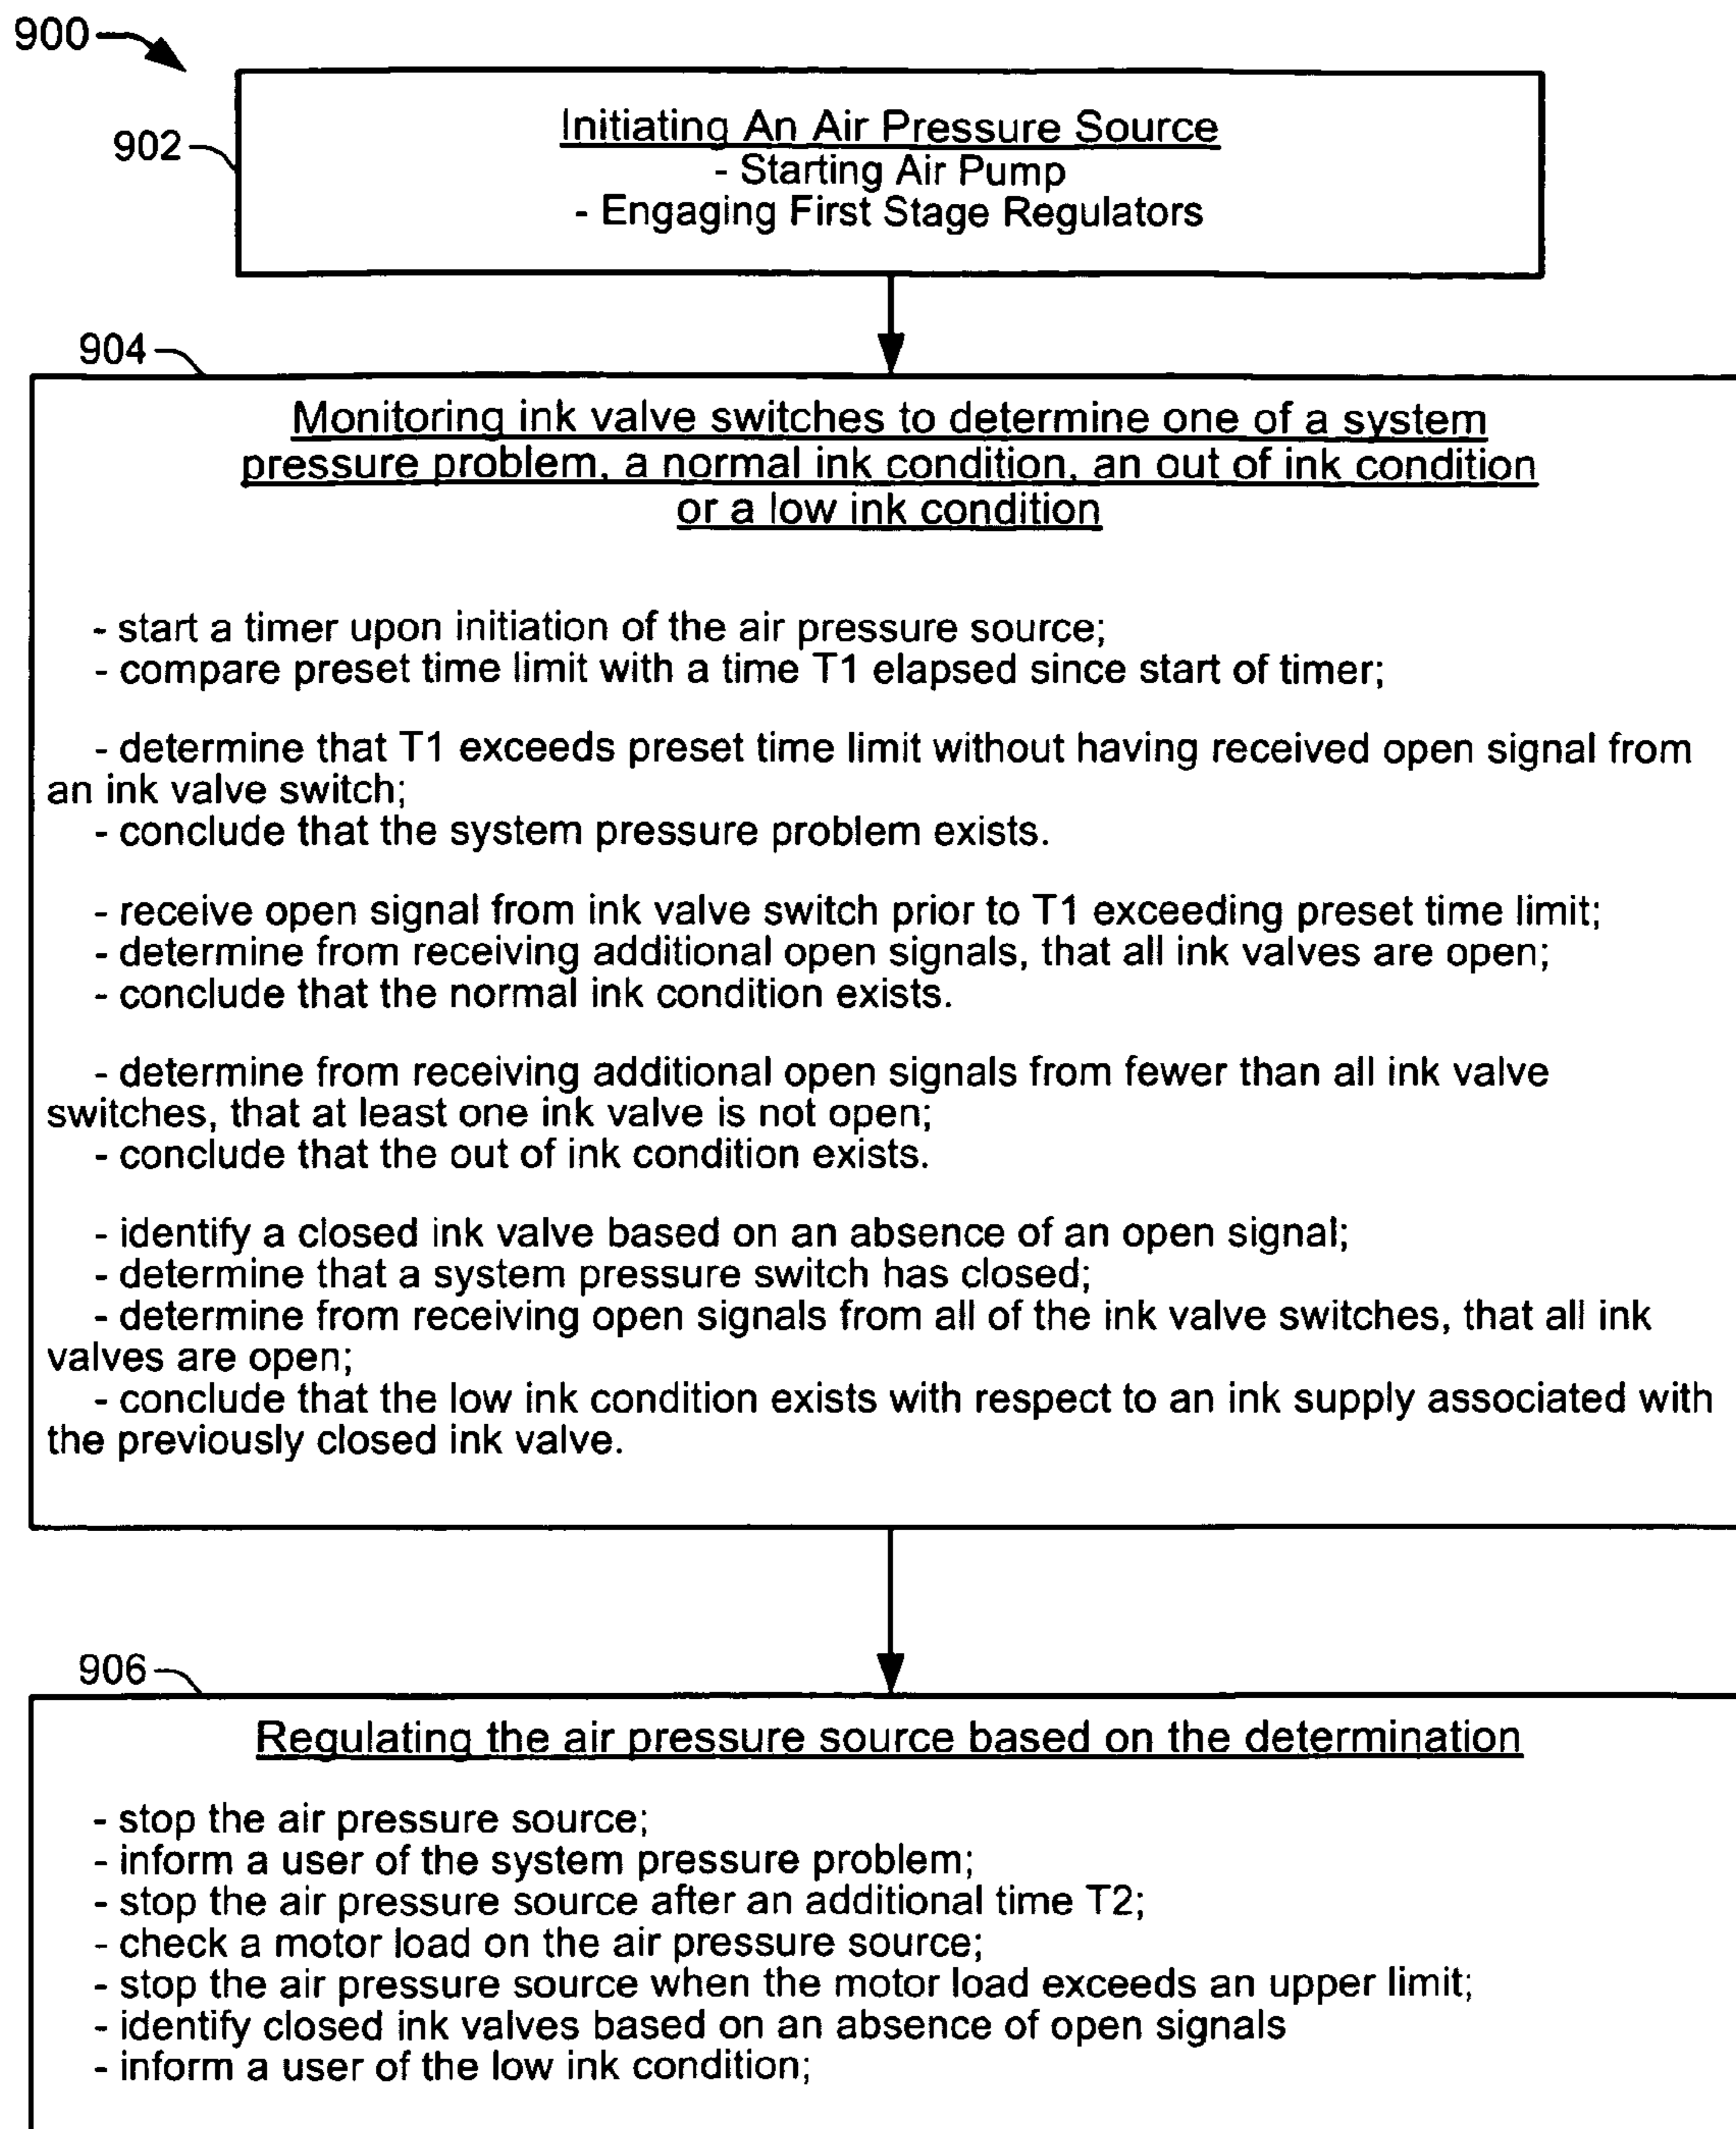 900
902
Initiating An Air Pressure Source
- Starting Air Pump
- Engaging First Stage Regulators
904
Monitoring ink valve switches to determine one of a system
pressure problem, a normal ink condition, an out of ink condition
or a low ink condition
- start a timer upon initiation of the air pressure source;
- compare preset time limit with a time T1 elapsed since start of timer;
- determine that T1 exceeds preset time limit without having received open signal from
an ink valve switch;
- conclude that the system pressure problem exists.
- receive open signal from ink valve switch prior to T1 exceeding preset time limit;
- determine from receiving additional open signals, that all ink valves are open;
- conclude that the normal ink condition exists.
- determine from receiving additional open signals from fewer than all ink valve
switches, that at least one ink valve is not open;
- conclude that the out of ink condition exists.
- identify a closed ink valve based on an absence of an open signal;
- determine that a system pressure switch has closed;
- determine from receiving open signals from all of the ink valve switches, that all ink
valves are open;
- conclude that the low ink condition exists with respect to an ink supply associated with
the previously closed ink valve.
906
Regulating the air pressure source based on the determination
- stop the air pressure source;
- inform a user of the system pressure problem;
- stop the air pressure source after an additional time T2;
- check a motor load on the air pressure source;
- stop the air pressure source when the motor load exceeds an upper limit;
- identify closed ink valves based on an absence of open signals
- inform a user of the low ink condition;